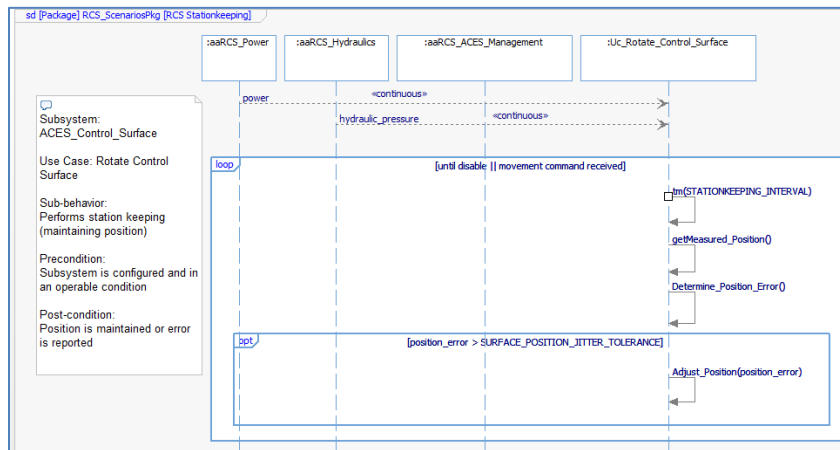 sd [Package] RCS_ScenariosPkg [RCS Stationkeeping]
:aaRCS_Power
:aaRCS_Hydraulics
:aaRCS_ACES_Management
:Uc_Rotate_Control_Surface
Subsystem:
ACES_Control_Surface
Use Case: Rotate Control
Surface
Sub-behavior:
Performs station keeping
(maintaining position)
Precondition:
Subsystem is configured and in
an operable condition
Post-condition:
Position is maintained or error
is reported
power
«continuous»
hydraulic_pressure
«continuous»
loop
[until disable || movement command received]
tm(STATIONKEEPING_INTERVAL)
getMeasured_Position()
Determine_Position_Error()
opt
[position_error > SURFACE_POSITION_JITTER_TOLERANCE]
Adjust_Position(position_error)